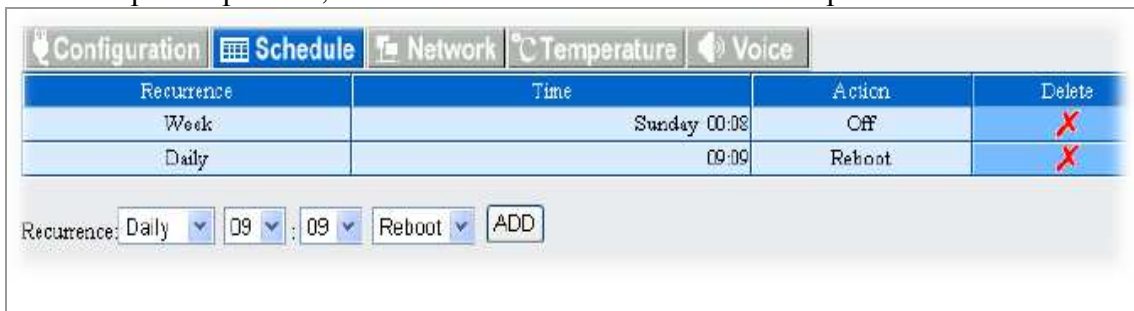 Configuration Schedule Network °C Temperature Voice
Recurrence Time Action Delete
Week Sunday 00:08 Off
Daily 09:09 Reboot
Recurrence: Daily 09 : 09 Reboot ADD